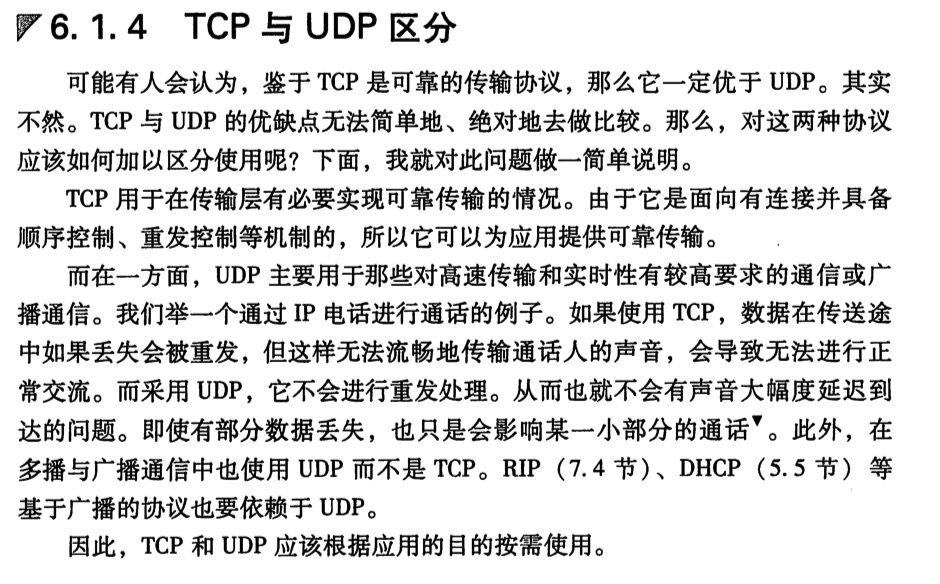 6.1.4 TCP 与 UDP 区分
可能有人会认为，鉴于 TCP 是可靠的传输协议，那么它一定优于 UDP。其实
不然。TCP 与 UDP 的优缺点无法简单地、绝对地去做比较。那么，对这两种协议
应该如何加以区分使用呢？下面，我就对此问题做一简单说明。
TCP 用于在传输层有必要实现可靠传输的情况。由于它是面向有连接并具备
顺序控制、重发控制等机制的，所以它可以为应用提供可靠传输。
而在一方面，UDP 主要用于那些对高速传输和实时性有较高要求的通信或广
播通信。我们举一个通过 IP 电话进行通话的例子。如果使用 TCP，数据在传送途
中如果丢失会被重发，但这样无法流畅地传输通话人的声音，会导致无法进行正
常交流。而采用 UDP，它不会进行重发处理。从而也就不会有声音大幅度延迟到
达的问题。即使有部分数据丢失，也只是会影响某一小部分的通话▼。此外，在
多播与广播通信中也使用 UDP 而不是 TCP。RIP（7.4 节）、DHCP（5.5 节）等
基于广播的协议也要依赖于 UDP。
因此，TCP 和 UDP 应该根据应用的目的按需使用。